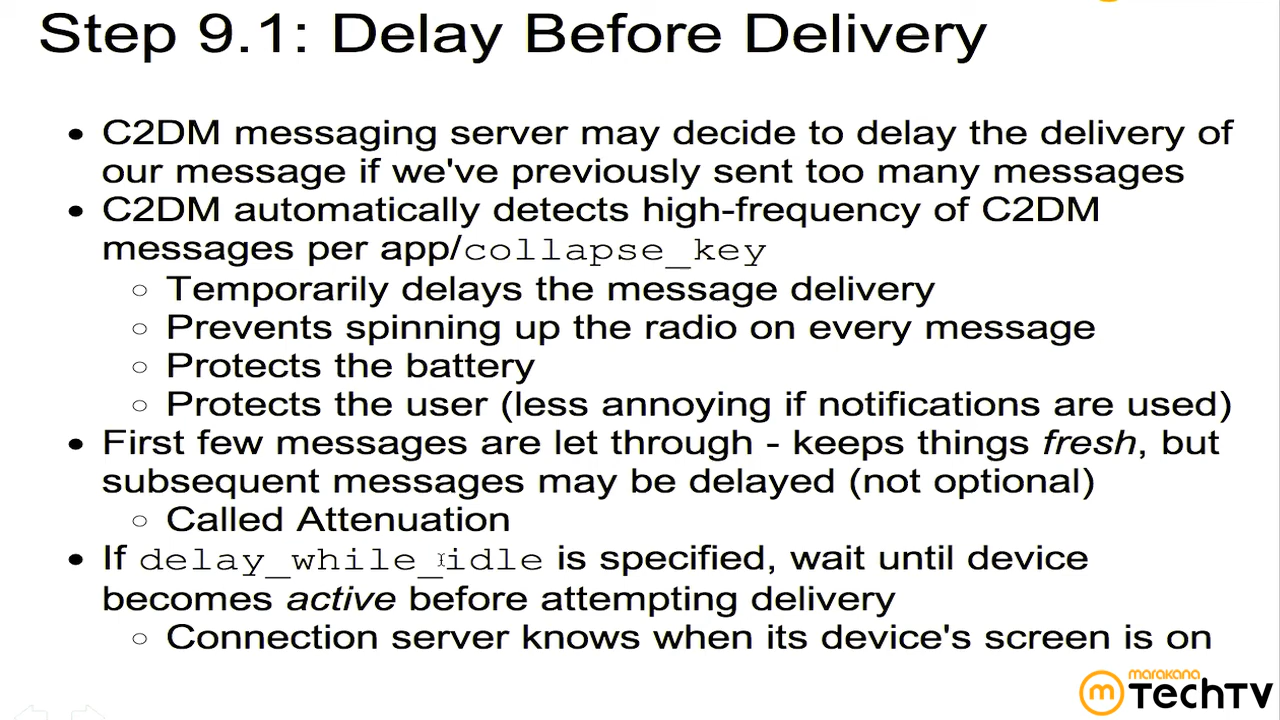 Step 9.1: Delay Before Delivery
• C2DM messaging server may decide to delay the delivery of
our message if we've previously sent too many messages
• C2DM automatically detects high-frequency of C2DM
messages per app/collapse_key
○ Temporarily delays the message delivery
○ Prevents spinning up the radio on every message
○ Protects the battery
○ Protects the user (less annoying if notifications are used)
• First few messages are let through - keeps things fresh, but
subsequent messages may be delayed (not optional)
○ Called Attenuation
• If delay_while_idle is specified, wait until device
becomes active before attempting delivery
○ Connection server knows when its device's screen is on
marakana
m TechTV